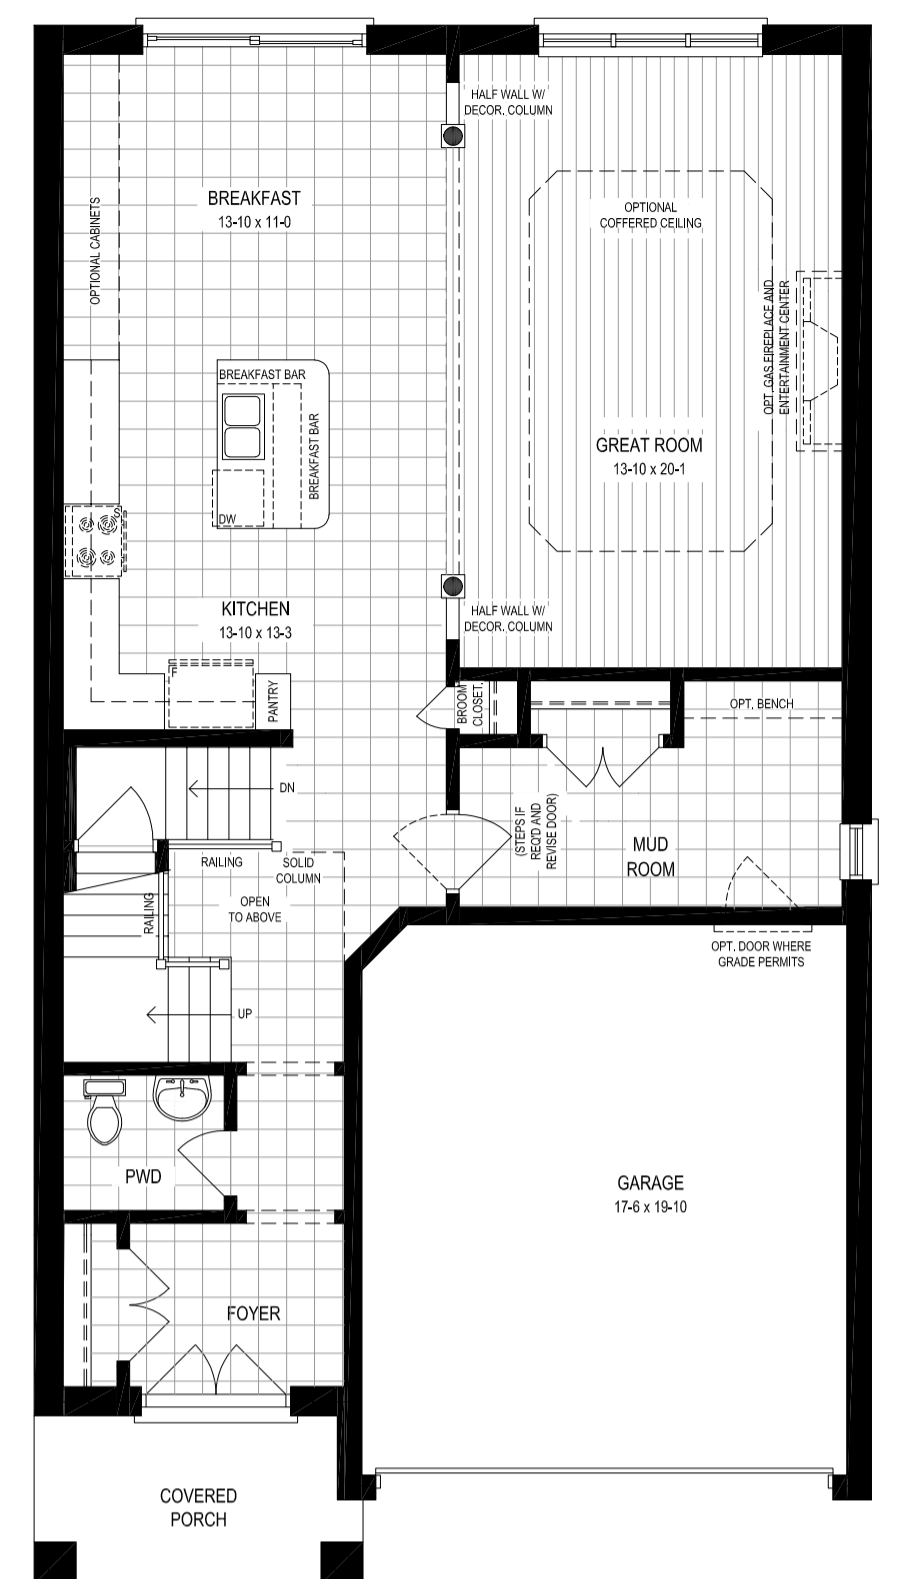 HALF WALL W/
DECOR. COLUMN
BREAKFAST
13-10 x 11-0
OPTIONAL CABINETS
OPTIONAL
COFFERED CEILING
OPT. GAS FIREPLACE AND
ENTERTAINMENT CENTER
BREAKFAST BAR
BREAKFAST BAR
DW
S
GREAT ROOM
13-10 x 20-1
KITCHEN
13-10 x 13-3
HALF WALL W/
DECOR. COLUMN
F
PANTRY
BROOM
CLOSET.
OPT. BENCH
DN
(STEPS IF
REQ'D AND
REVISE DOOR)
MUD
ROOM
RAILING
SOLID
COLUMN
RAILING
OPEN
TO ABOVE
OPT. DOOR WHERE
GRADE PERMITS
UP
PWD
GARAGE
17-6 x 19-10
FOYER
COVERED
PORCH